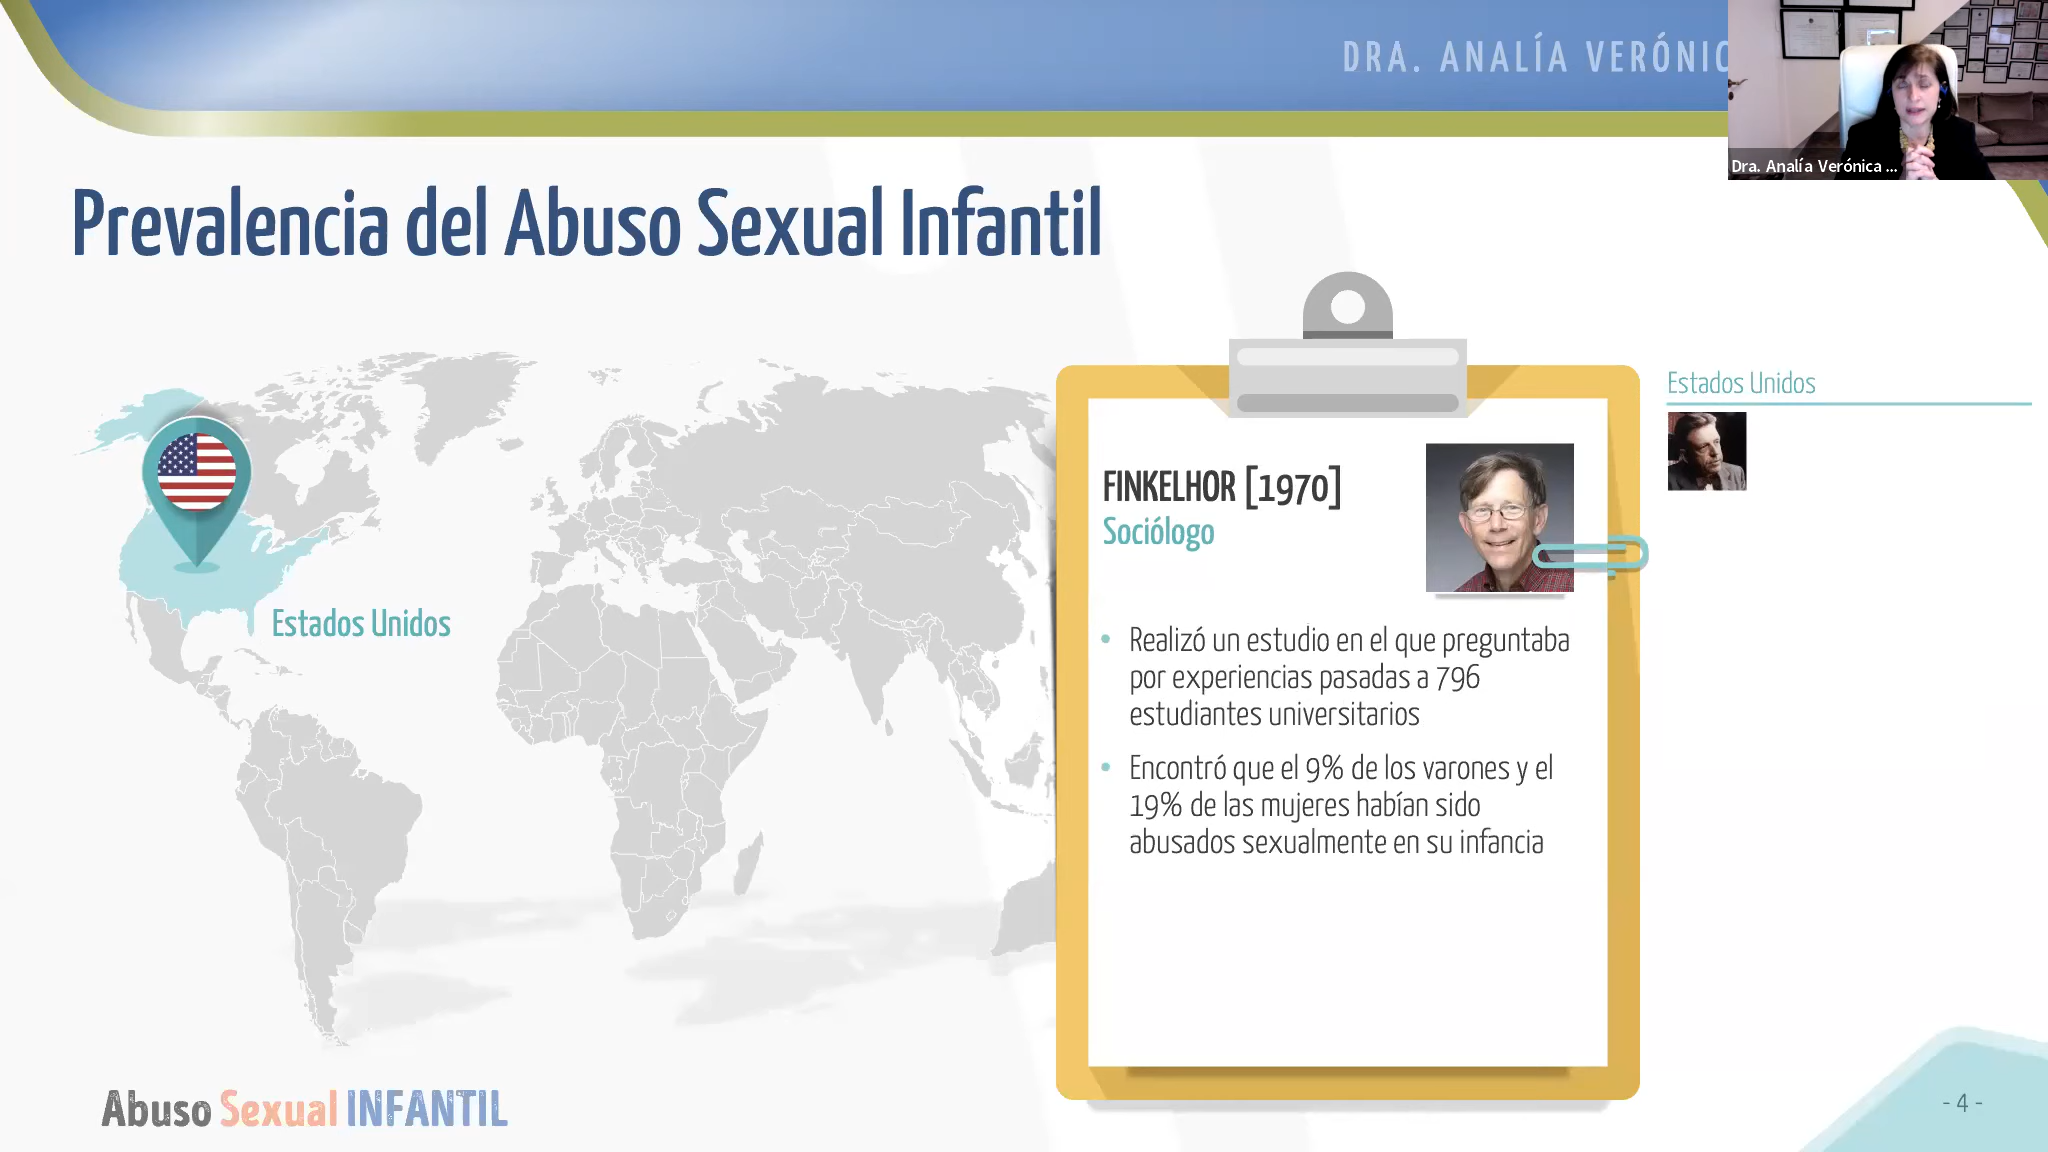 DRA. ANALÍA VERÓNIC
Dra. Analía Verónica ...
Prevalencia del Abuso Sexual Infantil
Estados Unidos
FINKELHOR [1970]
Sociólogo
• Realizó un estudio en el que preguntaba
por experiencias pasadas a 796
estudiantes universitarios
• Encontró que el 9% de los varones y el
19% de las mujeres habían sido
abusados sexualmente en su infancia
Estados Unidos
Abuso Sexual INFANTIL
- 4 -